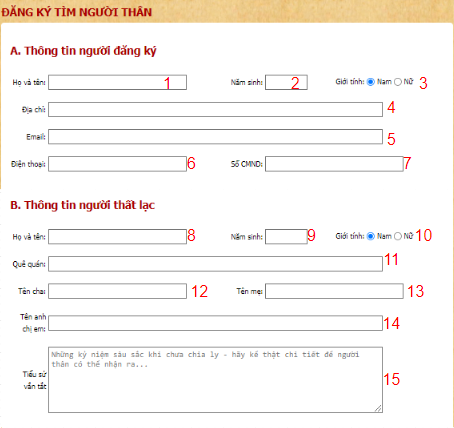 ĐĂNG KÝ TÌM NGƯỜI THÂN
A. Thông tin người đăng ký
Họ và tên: 1 Năm sinh: 2 Giới tính: Nam Nữ 3
Địa chỉ: 4
Email: 5
Điện thoại: 6 Số CMND: 7
B. Thông tin người thất lạc
Họ và tên: 8 Năm sinh: 9 Giới tính: Nam Nữ 10
Quê quán: 11
Tên cha: 12 Tên mẹ: 13
Tên anh
chị em: 14
Những kỷ niệm sâu sắc khi chưa chia ly - hãy kể thật chi tiết để người
thân có thể nhận ra...
Tiểu sử
vắn tắt 15